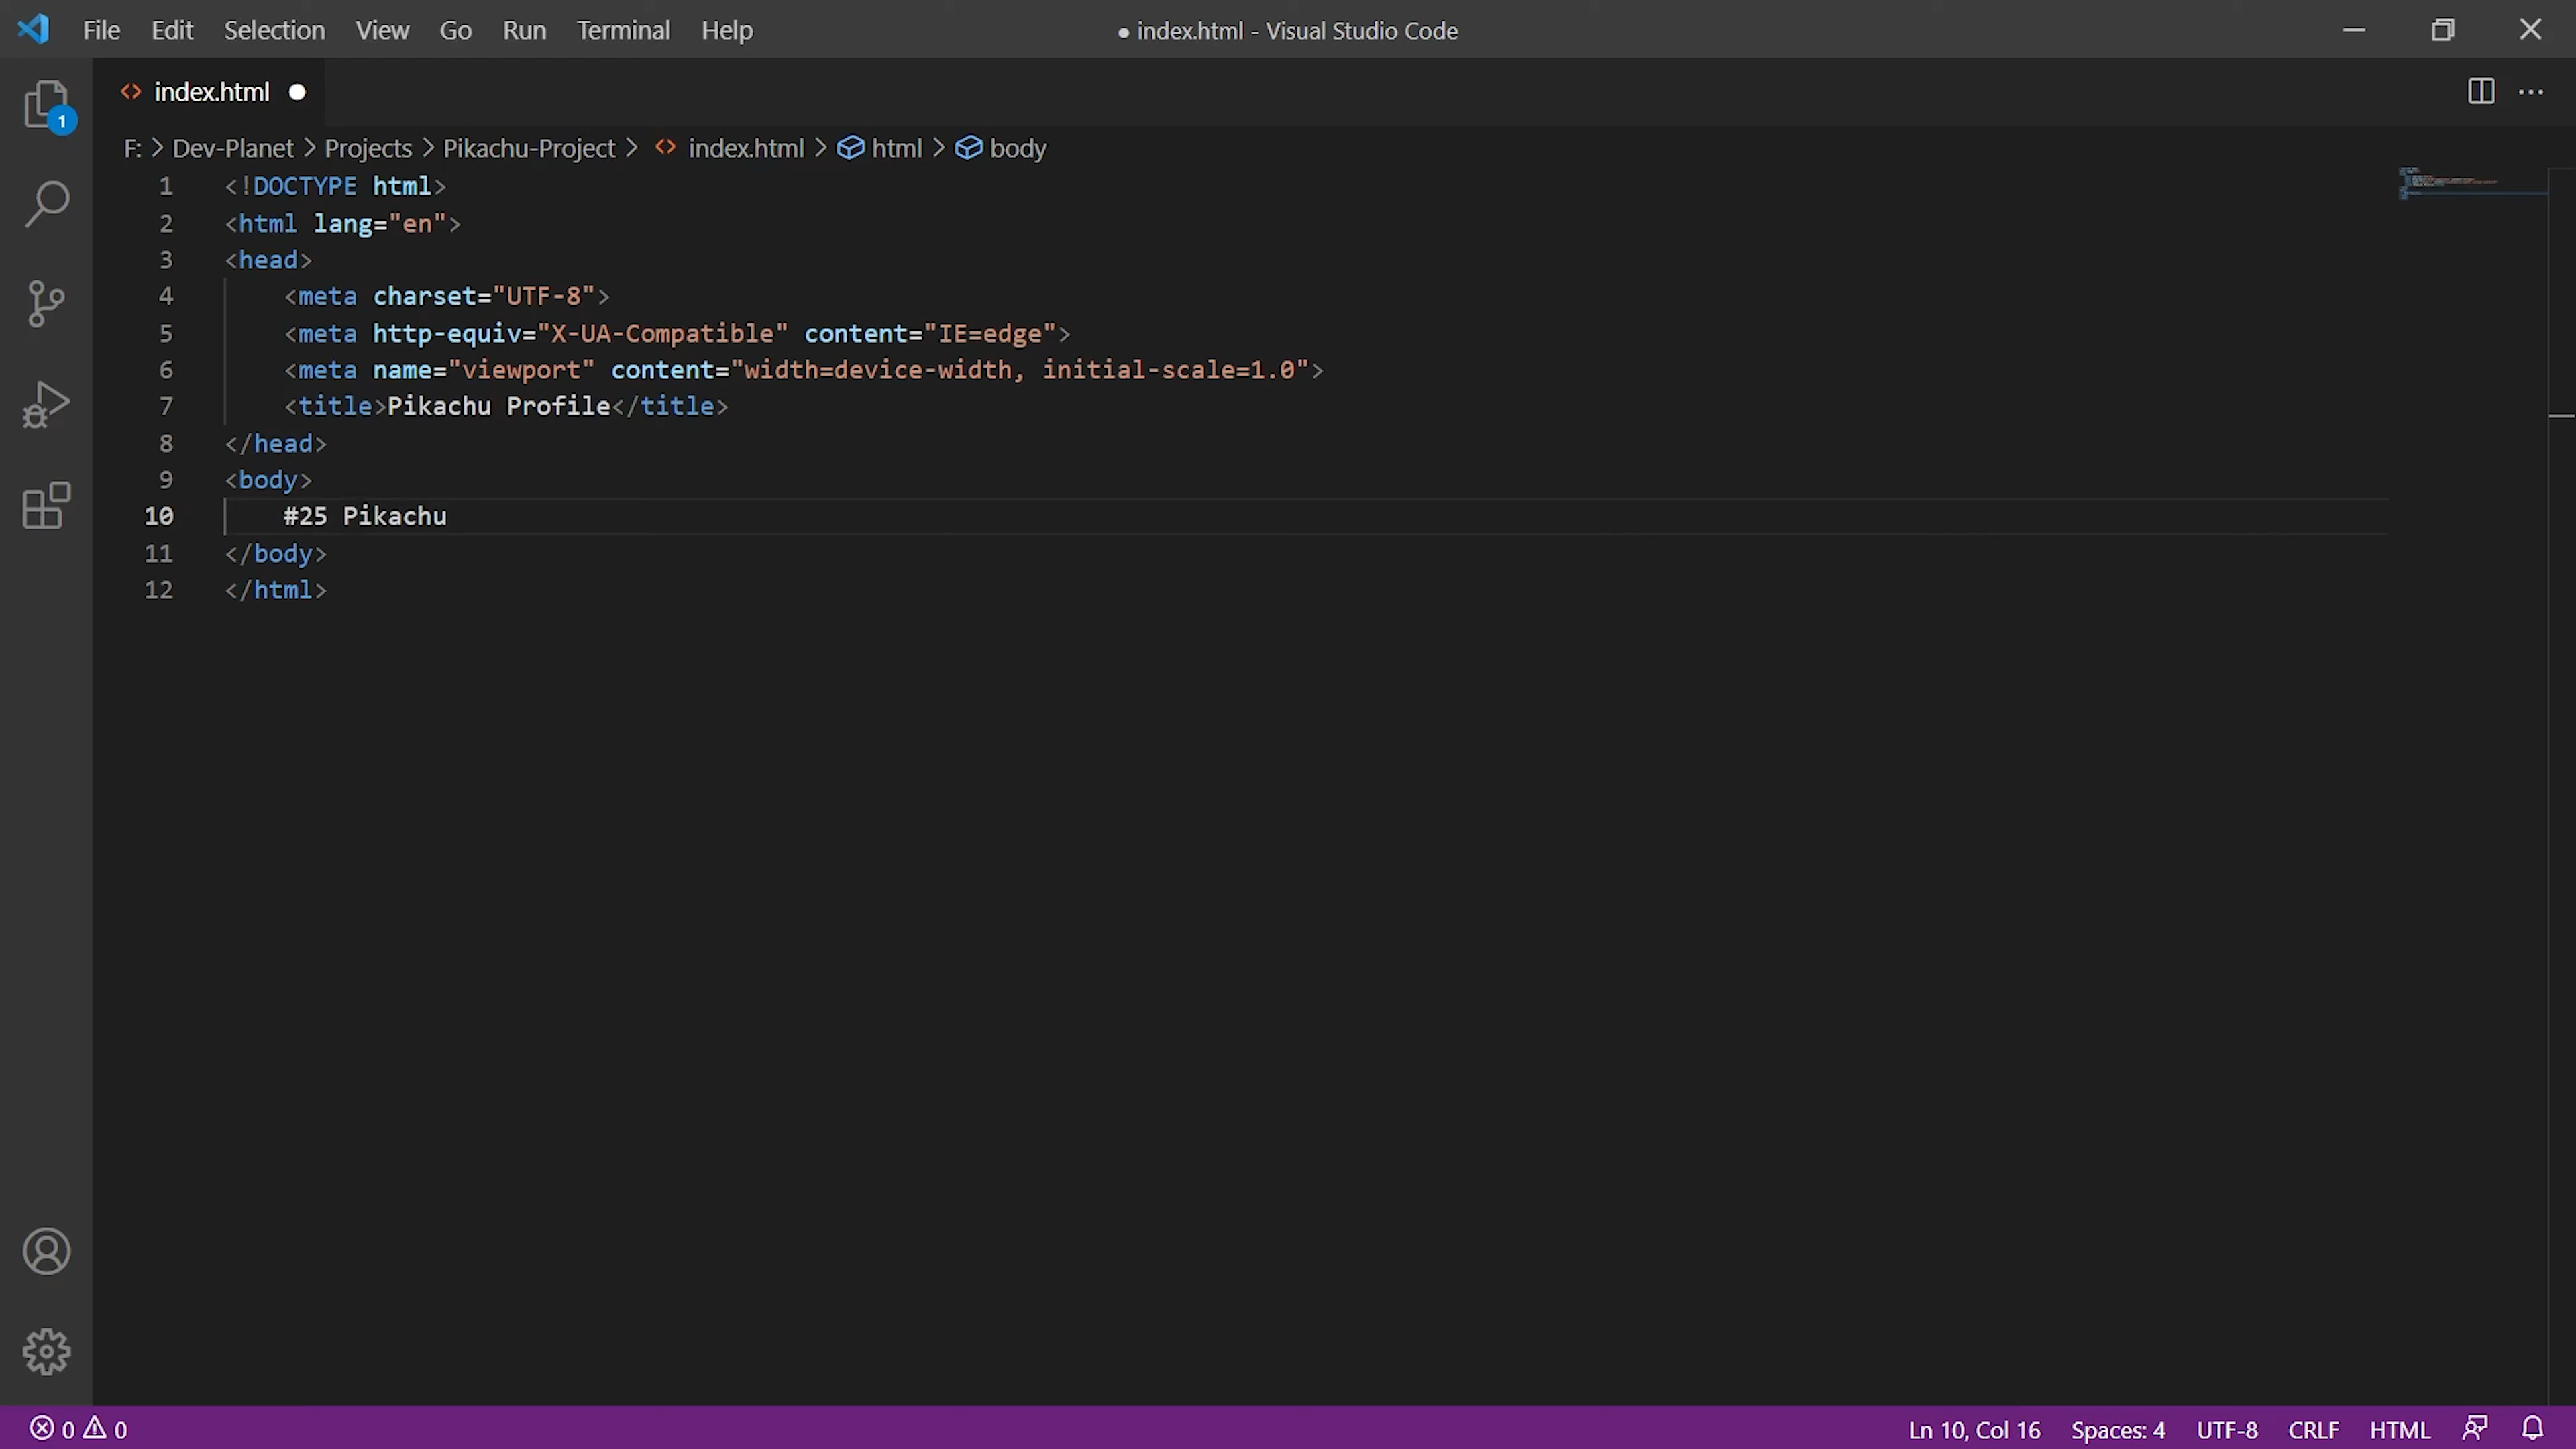 File Edit Selection View Go Run Terminal Help ● index.html - Visual Studio Code
<> index.html ●
F: > Dev-Planet > Projects > Pikachu-Project > <> index.html > html > body
1 <!DOCTYPE html>
2 <html lang="en">
3 <head>
4     <meta charset="UTF-8">
5     <meta http-equiv="X-UA-Compatible" content="IE=edge">
6     <meta name="viewport" content="width=device-width, initial-scale=1.0">
7     <title>Pikachu Profile</title>
8 </head>
9 <body>
10     #25 Pikachu
11 </body>
12 </html>
1
0 0 Ln 10, Col 16 Spaces: 4 UTF-8 CRLF HTML